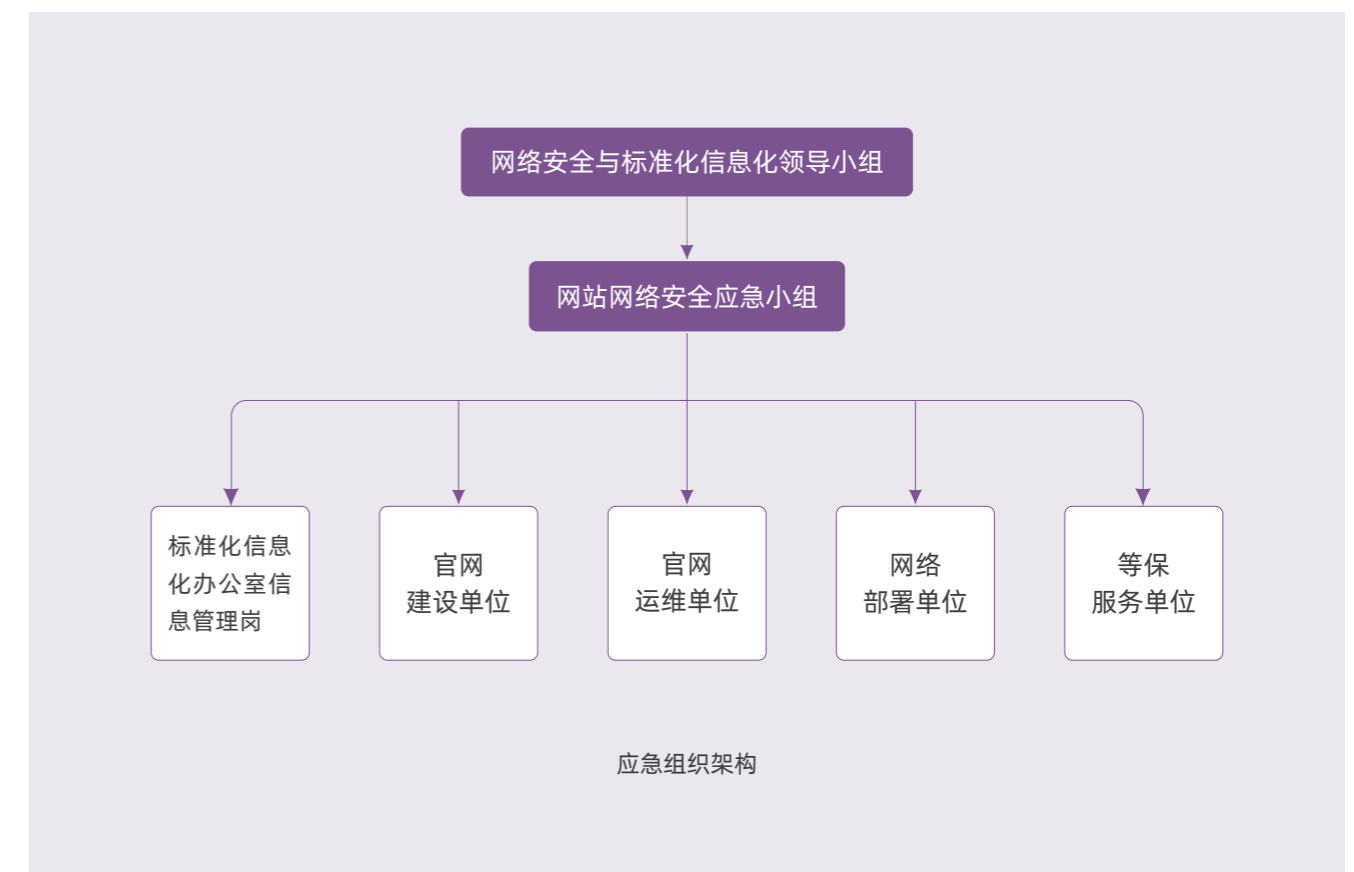 网络安全与标准化信息化领导小组
网站网络安全应急小组
标准化信息
化办公室信
息管理岗
官网
建设单位
官网
运维单位
网络
部署单位
等保
服务单位
应急组织架构